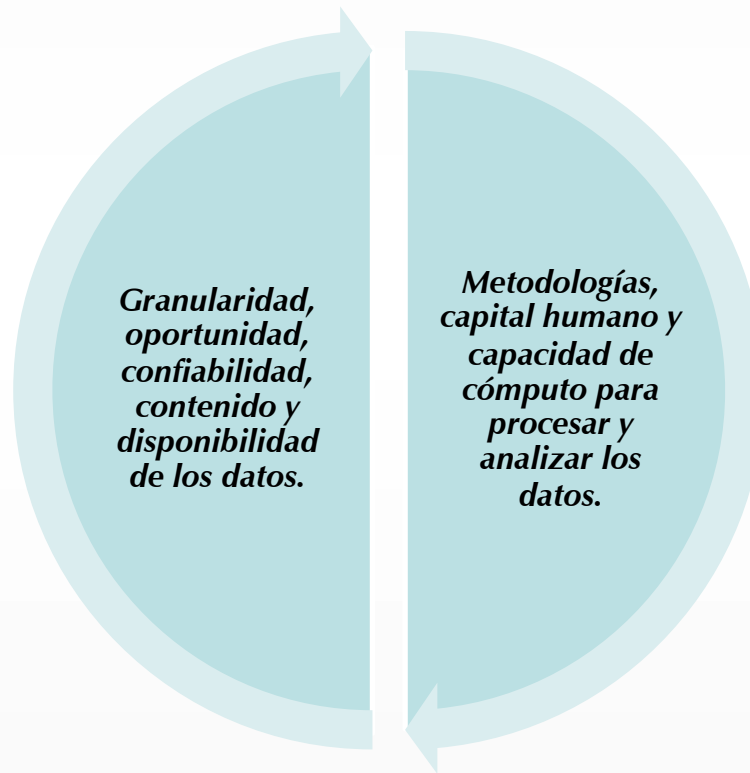 Granularidad,
oportunidad,
confiabilidad,
contenido y
disponibilidad
de los datos.
Metodologías,
capital humano y
capacidad de
cómputo para
procesar y
analizar los
datos.